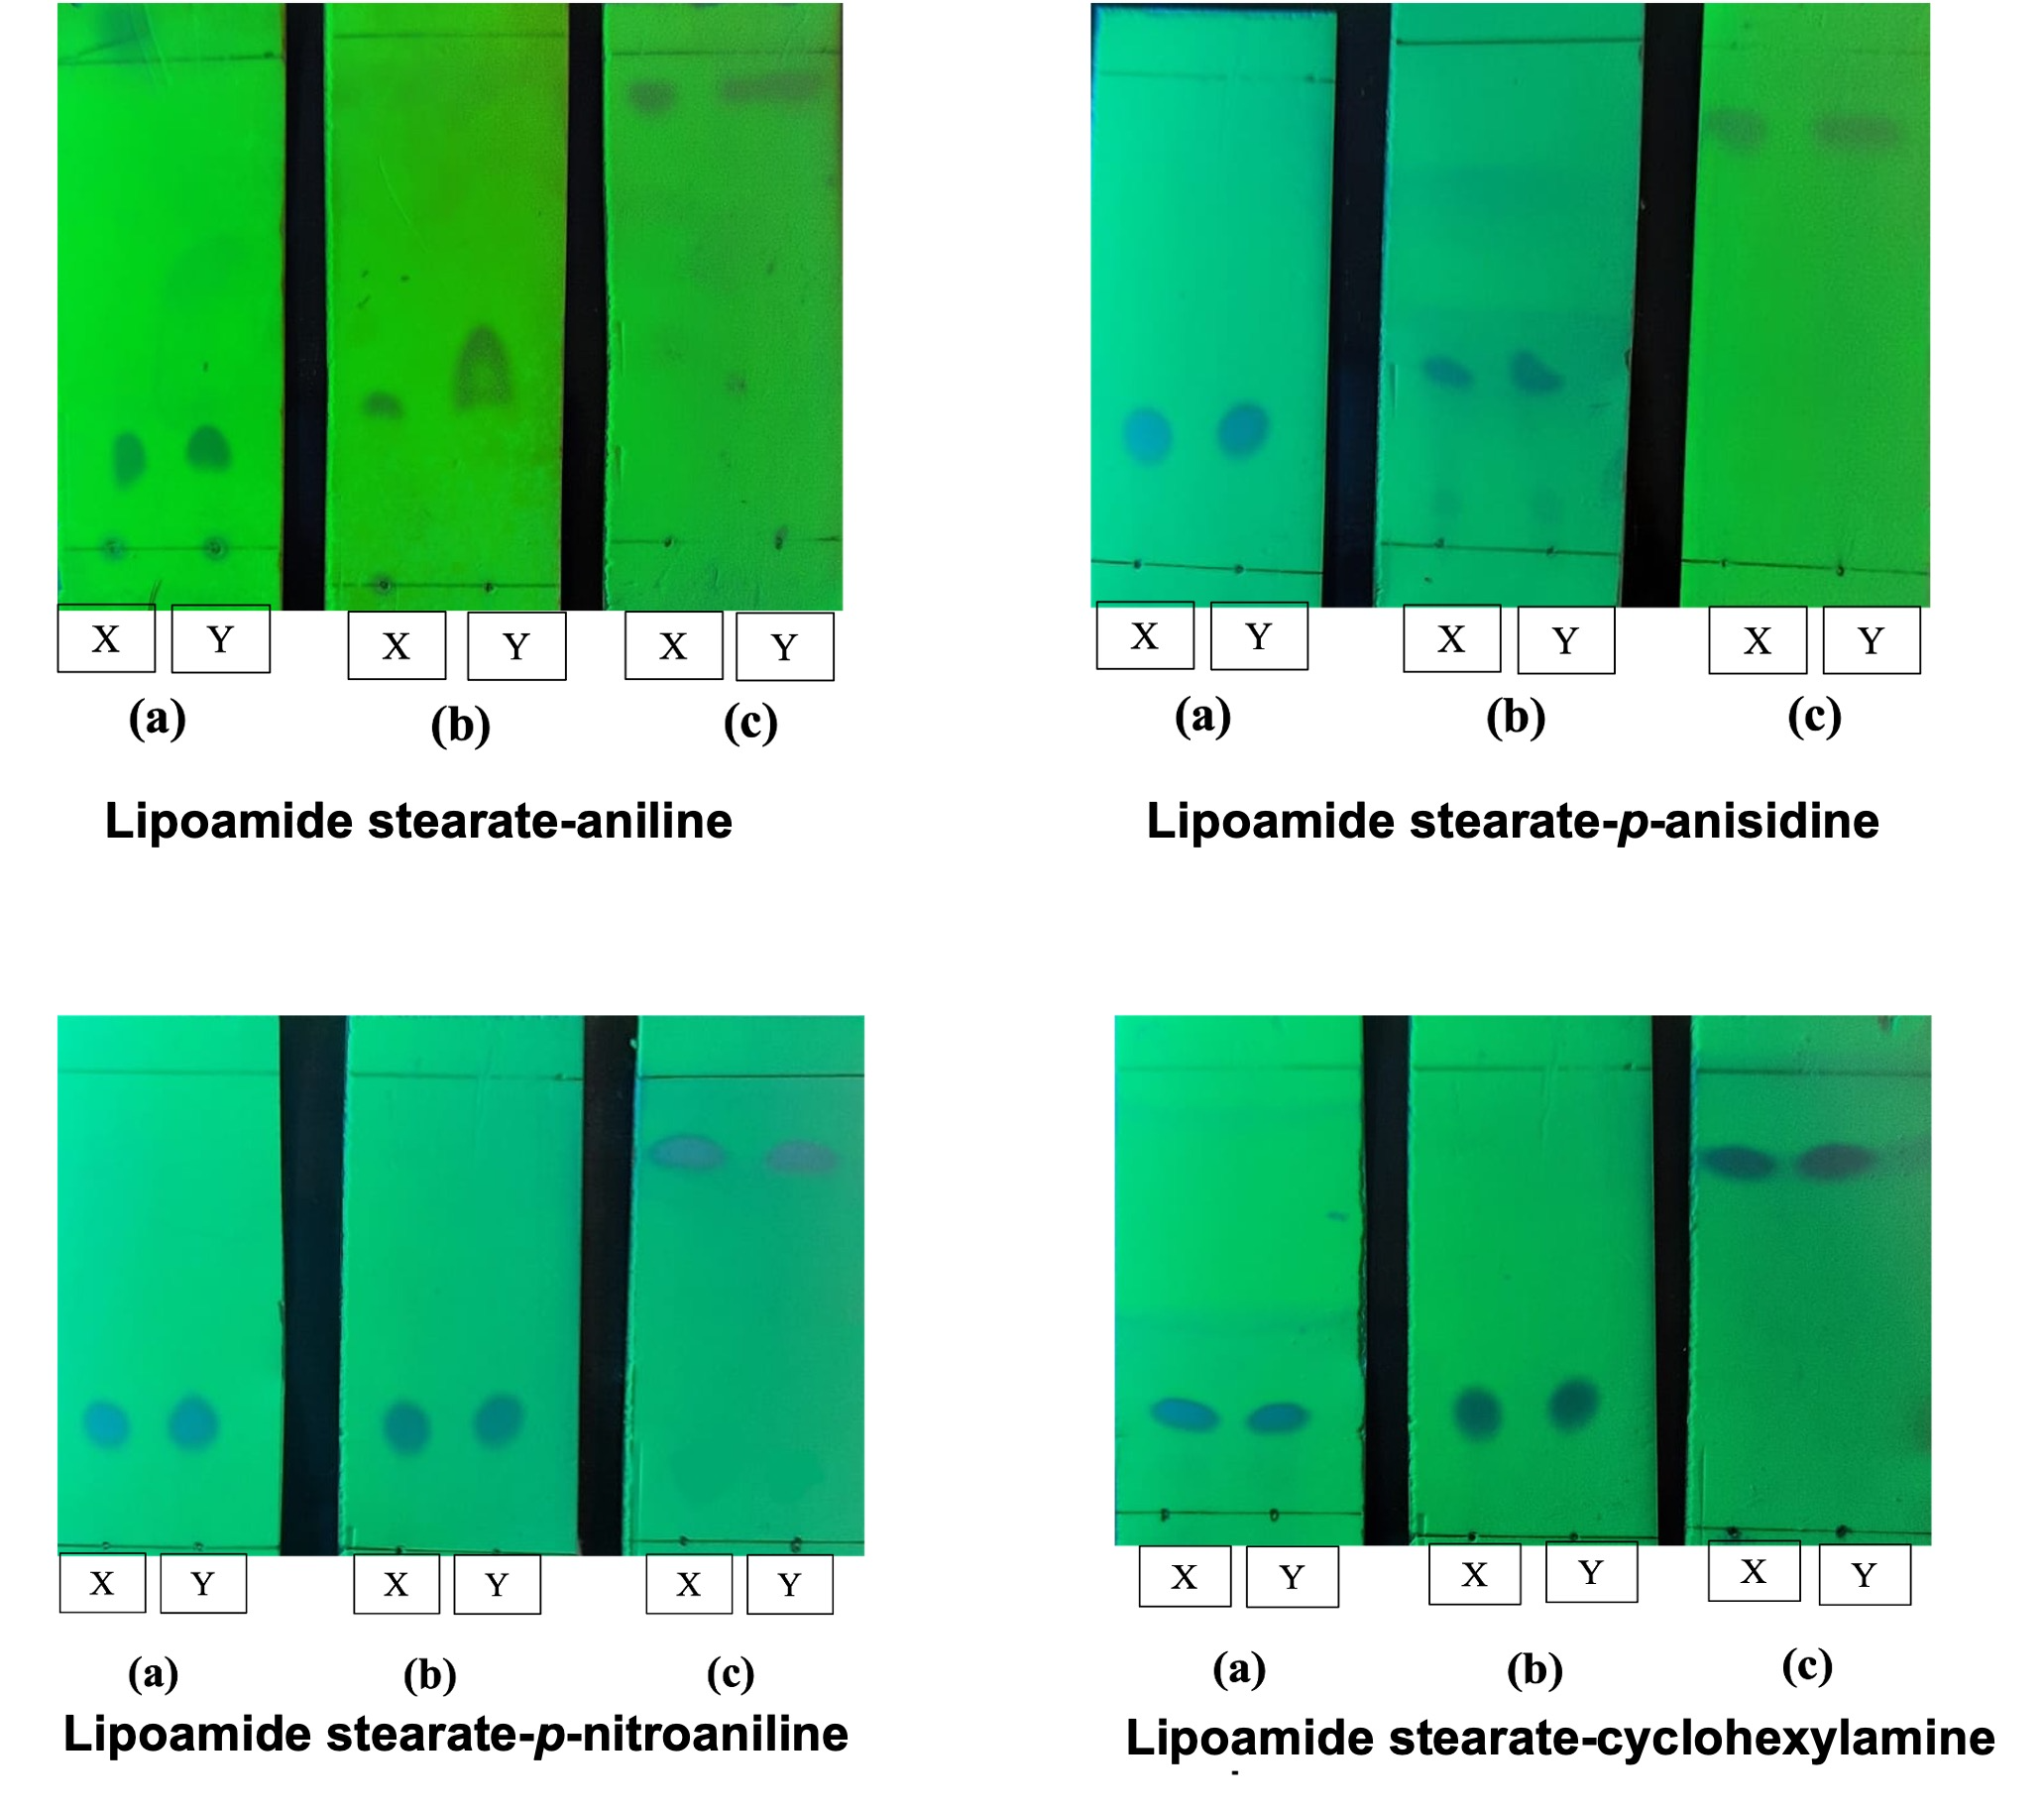 X Y X Y X Y
(a) (b) (c)
Lipoamide stearate-aniline
X Y X Y X Y
(a) (b) (c)
Lipoamide stearate-p-anisidine
X Y X Y X Y
(a) (b) (c)
Lipoamide stearate-p-nitroaniline
X Y X Y X Y
(a) (b) (c)
Lipoamide stearate-cyclohexylamine